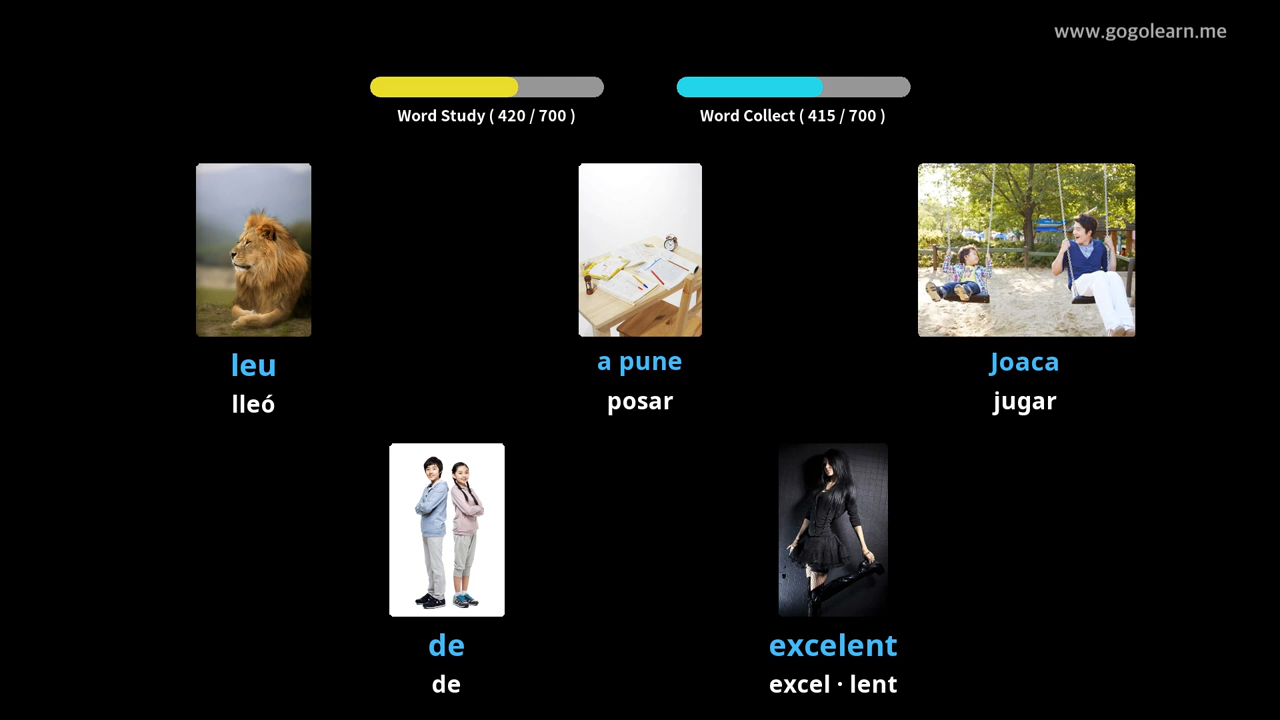 www.gogolearn.me
Word Study ( 420 / 700 )
Word Collect ( 415 / 700 )
leu
lleó
a pune
posar
Joaca
jugar
de
de
excelent
excel · lent